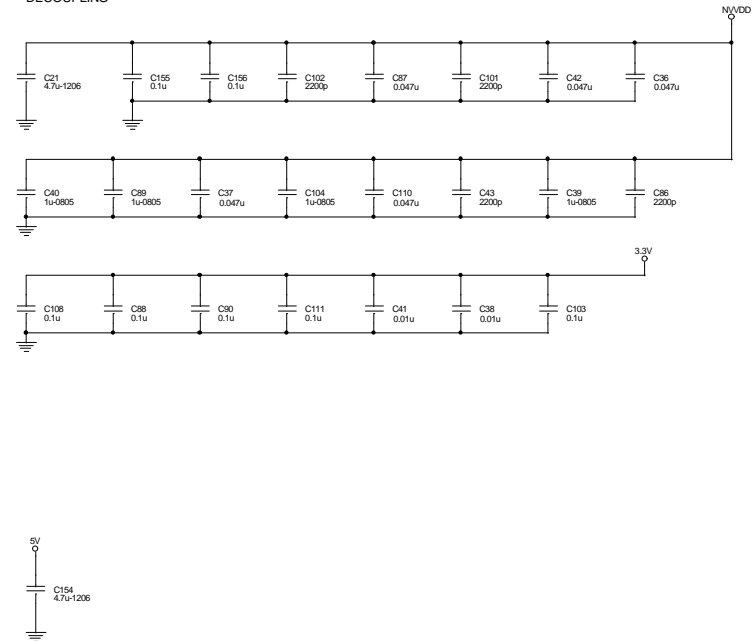 DECOUPLING
NVVDD
C21
4.7u-1206
C155
0.1u
C156
0.1u
C102
2200p
C87
0.047u
C101
2200p
C42
0.047u
C36
0.047u
C40
1u-0805
C89
1u-0805
C37
0.047u
C104
1u-0805
C110
0.047u
C43
2200p
C39
1u-0805
C86
2200p
3.3V
C108
0.1u
C88
0.1u
C90
0.1u
C111
0.1u
C41
0.01u
C38
0.01u
C103
0.1u
5V
C154
4.7u-1206